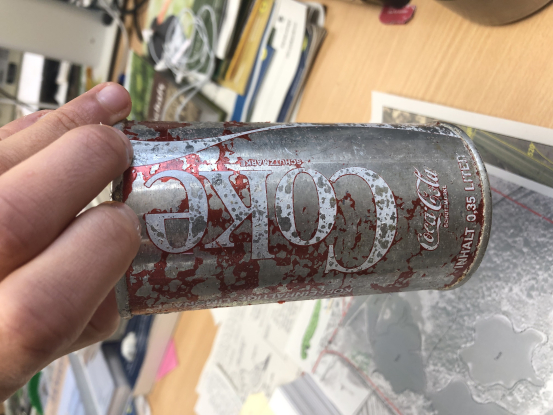 SCHUTZMARKE
Coke
Coca-Cola
INHALT 0.35 LITER